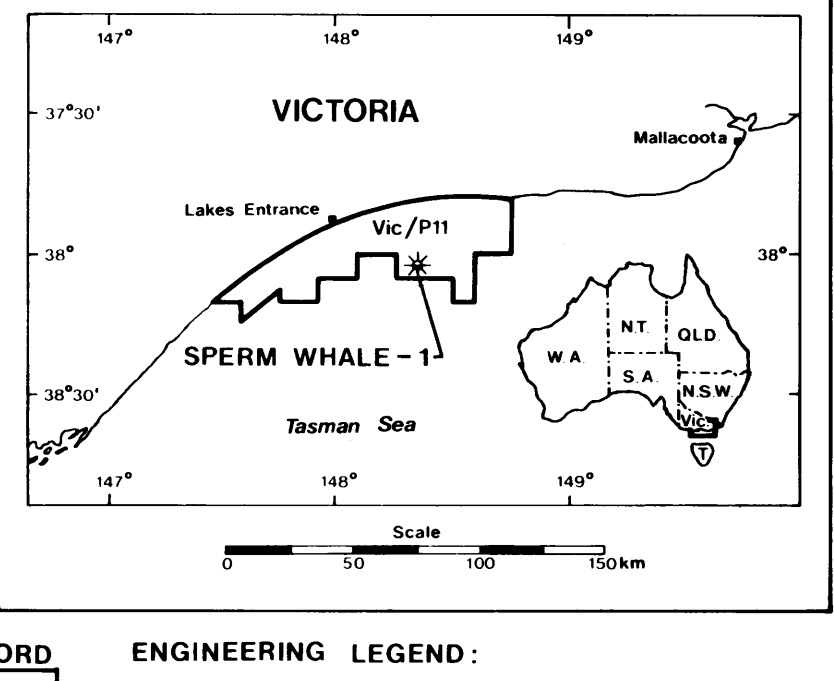 147° 148° 149°
37°30'
VICTORIA
Mallacoota
Lakes Entrance
Vic/P11
38° 38°
SPERM WHALE-1
38°30'
Tasman Sea
W.A. N.T. QLD.
S.A. N.S.W.
Vic.
T
147° 148° 149°
Scale
0 50 100 150km
ORD ENGINEERING LEGEND: